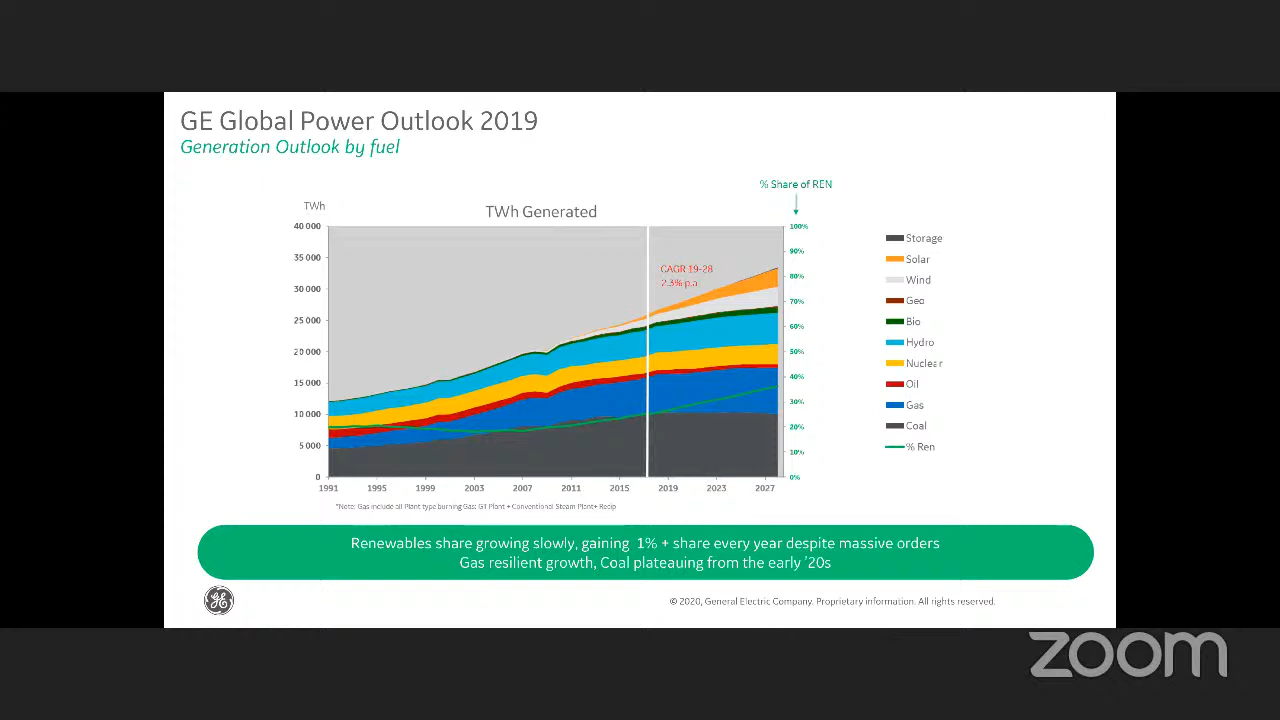 GE Global Power Outlook 2019
Generation Outlook by fuel
% Share of REN
TWh
TWh Generated
40 000
35 000
30 000
25 000
20 000
15 000
10 000
5 000
0
100%
90%
80%
70%
60%
50%
40%
30%
20%
10%
0%
CAGR 19-28
2.3% p.a
1991 1995 1999 2003 2007 2011 2015 2019 2023 2027
Storage
Solar
Wind
Geo
Bio
Hydro
Nuclear
Oil
Gas
Coal
% Ren
*Note: Gas include all Plant type burning Gas: GT Plant + Conventional Steam Plant+ Recip
Renewables share growing slowly, gaining 1% + share every year despite massive orders
Gas resilient growth, Coal plateauing from the early ’20s
GE
© 2020, General Electric Company. Proprietary information. All rights reserved.
zoom